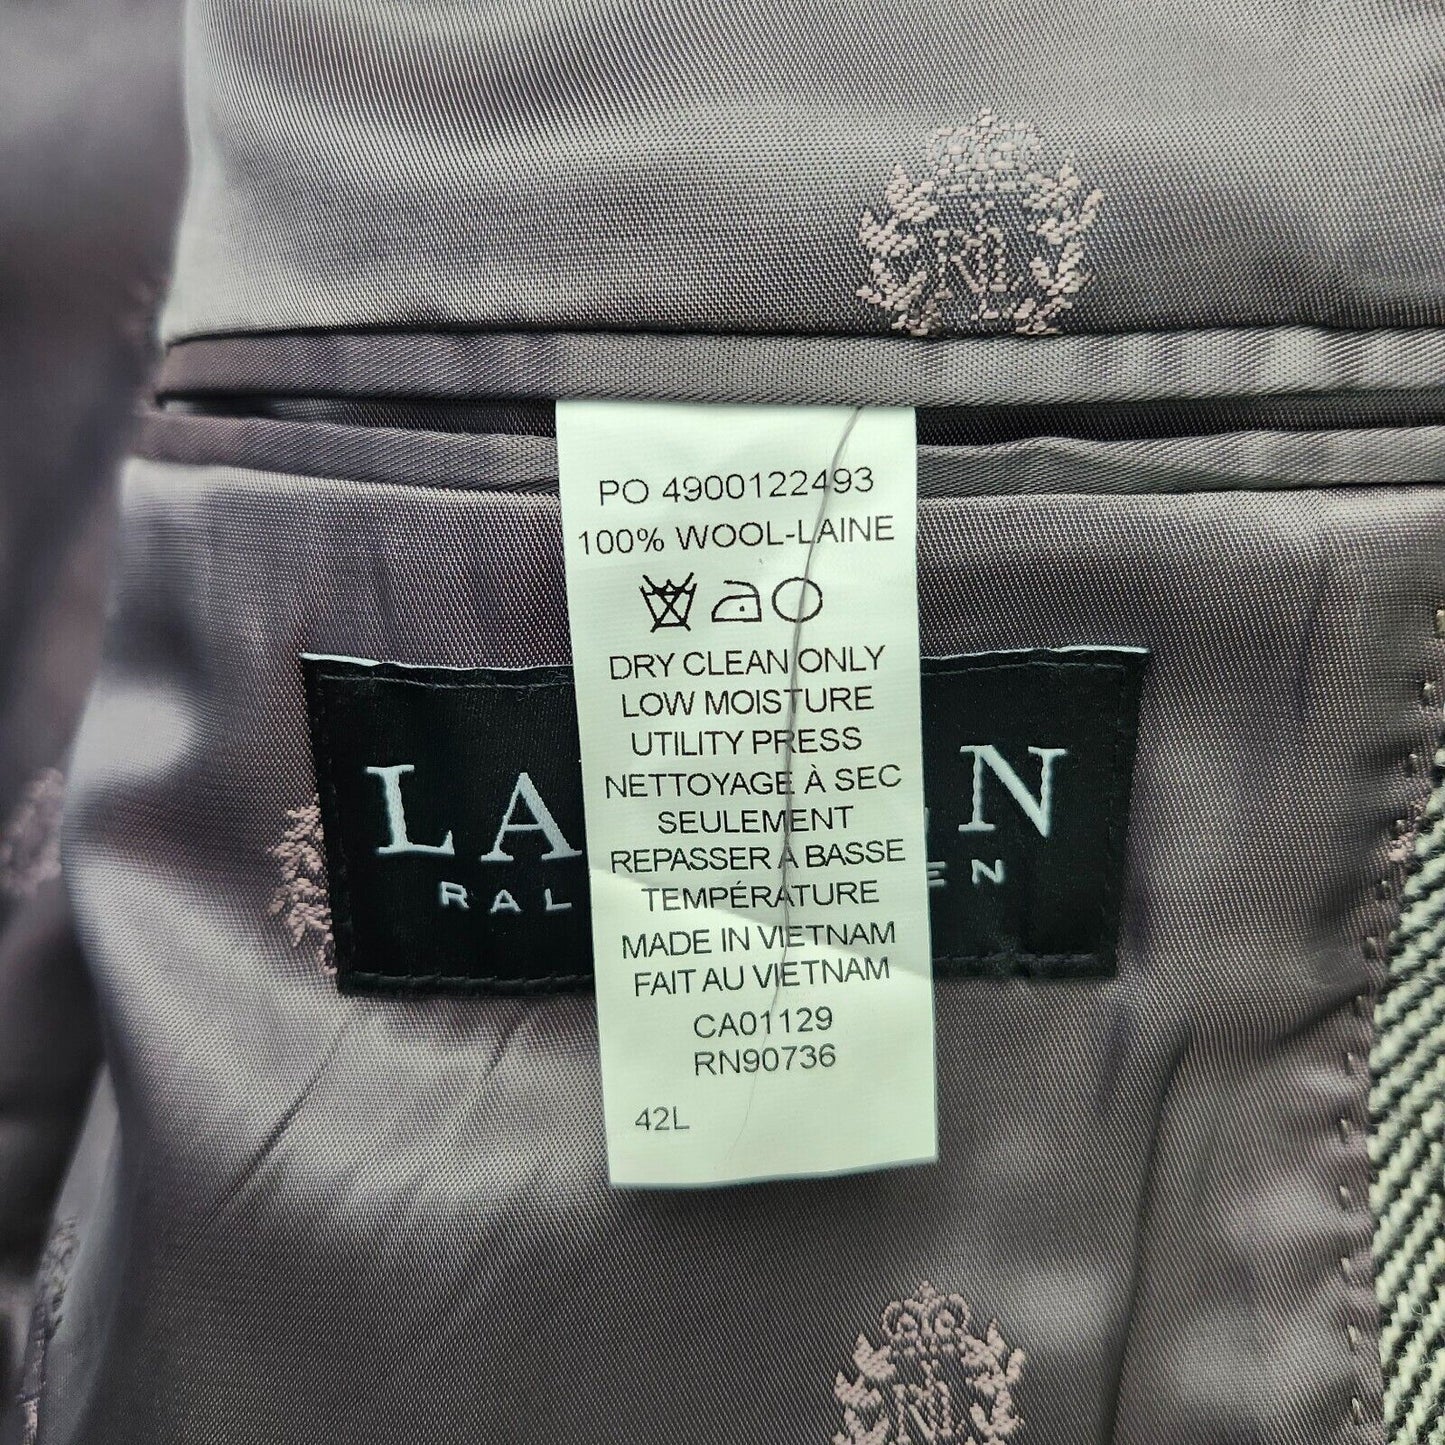 PO 4900122493
100% WOOL-LAINE
DRY CLEAN ONLY
LOW MOISTURE
UTILITY PRESS
NETTOYAGE À SEC
SEULEMENT
REPASSER À BASSE
TEMPÉRATURE
MADE IN VIETNAM
FAIT AU VIETNAM
CA01129
RN90736
42L